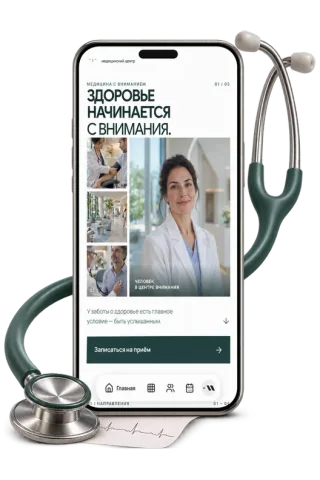 медицинский центр
МЕДИЦИНА С ВНИМАНИЕМ
01 / 05
ЗДОРОВЬЕ
НАЧИНАЕТСЯ
С ВНИМАНИЯ.
ЧЕЛОВЕК
В ЦЕНТРЕ ВНИМАНИЯ
У заботы о здоровье есть главное
условие — быть услышанным.
Записаться на приём
Главная
/ НАПРАВЛЕНИЯ